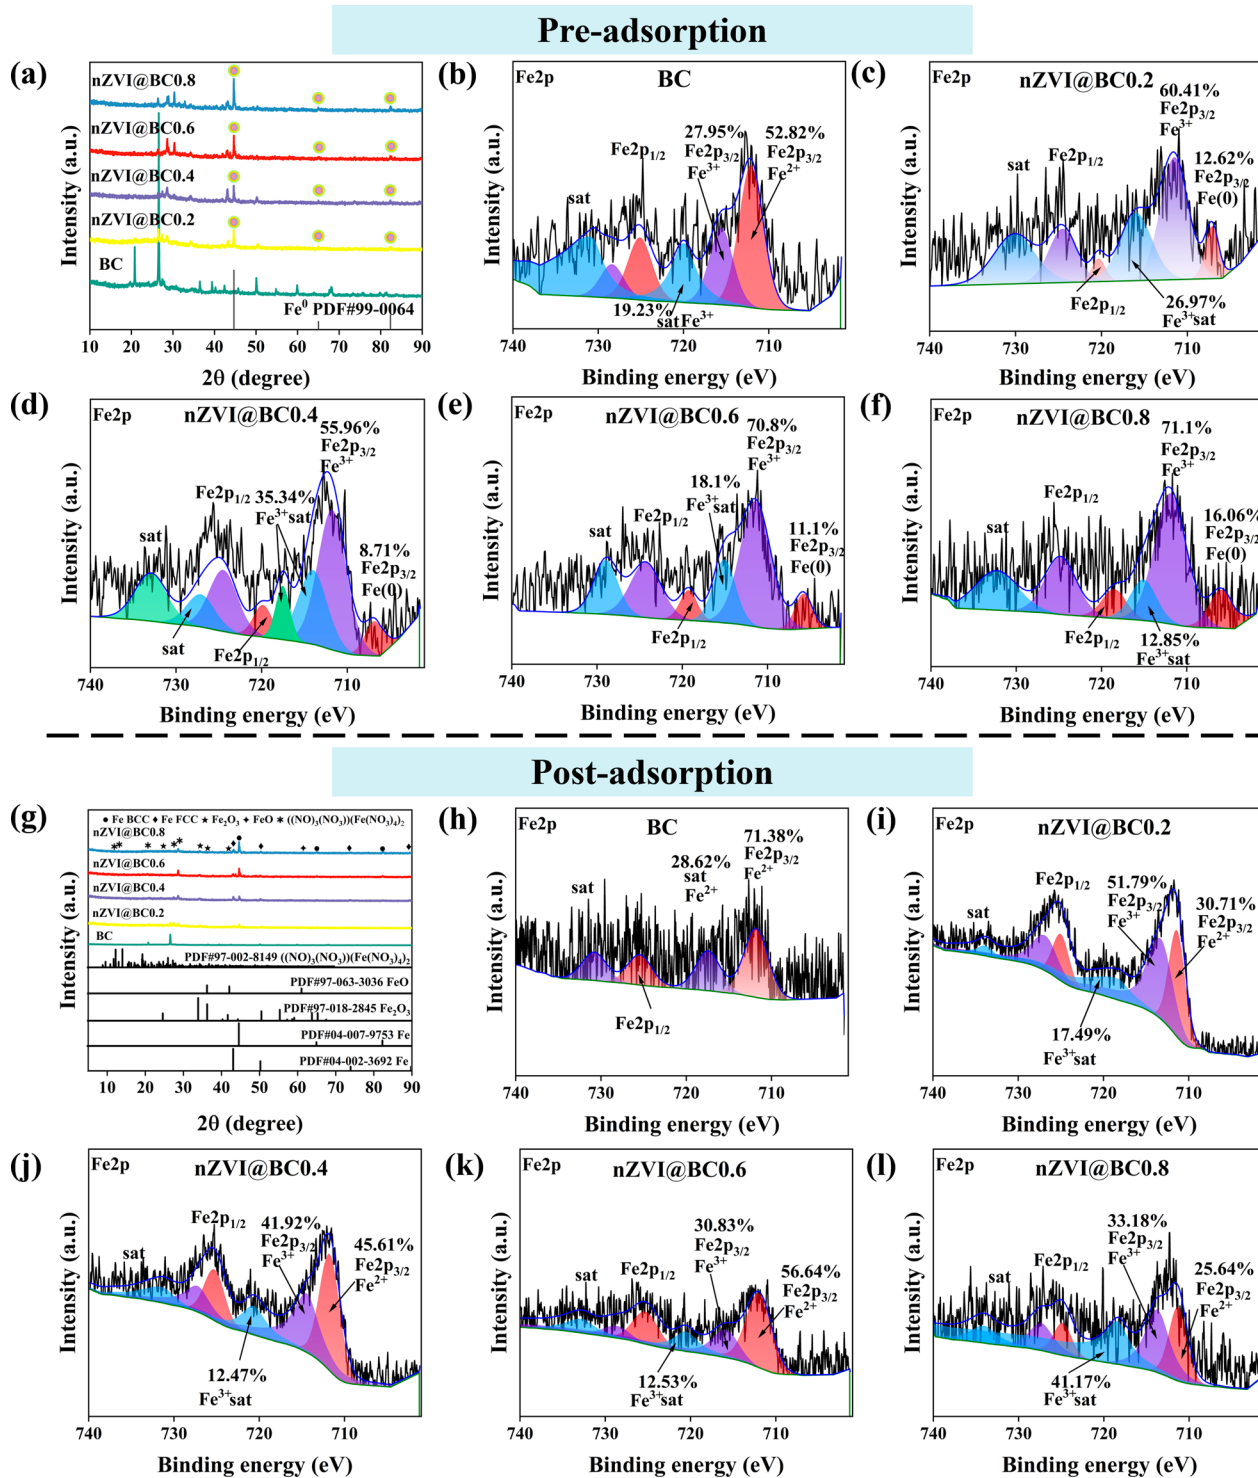 Pre-adsorption
(a)
nZVI@BC0.8
nZVI@BC0.6
nZVI@BC0.4
nZVI@BC0.2
BC
Fe⁰ PDF#99-0064
Intensity (a.u.)
10 20 30 40 50 60 70 80 90
2θ (degree)
(b)
Fe2p
BC
27.95%
Fe2p3/2
Fe³⁺
52.82%
Fe2p3/2
Fe²⁺
Fe2p1/2
sat
19.23%
sat Fe³⁺
Intensity (a.u.)
740 730 720 710
Binding energy (eV)
(c)
Fe2p
nZVI@BC0.2
60.41%
Fe2p3/2
Fe³⁺
12.62%
Fe2p3/2
Fe(0)
sat
Fe2p1/2
Fe2p1/2
26.97%
Fe³⁺sat
Intensity (a.u.)
740 730 720 710
Binding energy (eV)
(d)
Fe2p
nZVI@BC0.4
55.96%
Fe2p3/2
Fe³⁺
Fe2p1/2
35.34%
Fe³⁺sat
sat
8.71%
Fe2p3/2
Fe(0)
sat
Fe2p1/2
Intensity (a.u.)
740 730 720 710
Binding energy (eV)
(e)
Fe2p
nZVI@BC0.6
70.8%
Fe2p3/2
Fe³⁺
18.1%
Fe³⁺sat
sat
Fe2p1/2
11.1%
Fe2p3/2
Fe(0)
Fe2p1/2
Intensity (a.u.)
740 730 720 710
Binding energy (eV)
(f)
Fe2p
nZVI@BC0.8
71.1%
Fe2p3/2
Fe³⁺
Fe2p1/2
sat
16.06%
Fe2p3/2
Fe(0)
Fe2p1/2
12.85%
Fe³⁺sat
Intensity (a.u.)
740 730 720 710
Binding energy (eV)
Post-adsorption
(g)
● Fe BCC ♦ Fe FCC ★ Fe₂O₃ ✦ FeO ✱ ((NO)₃(NO₃))(Fe(NO₃)₄)₂
nZVI@BC0.8
nZVI@BC0.6
nZVI@BC0.4
nZVI@BC0.2
BC
PDF#97-002-8149 ((NO)₃(NO₃))(Fe(NO₃)₄)₂
PDF#97-063-3036 FeO
PDF#97-018-2845 Fe₂O₃
PDF#04-007-9753 Fe
PDF#04-002-3692 Fe
Intensity (a.u.)
10 20 30 40 50 60 70 80 90
2θ (degree)
(h)
BC
71.38%
Fe2p3/2
Fe²⁺
28.62%
sat
Fe²⁺
sat
Fe2p1/2
Intensity (a.u.)
740 730 720 710
Binding energy (eV)
(i)
Fe2p
nZVI@BC0.2
Fe2p1/2
51.79%
Fe2p3/2
Fe³⁺
30.71%
Fe2p3/2
Fe²⁺
sat
17.49%
Fe³⁺sat
Intensity (a.u.)
740 730 720 710
Binding energy (eV)
(j)
Fe2p
nZVI@BC0.4
Fe2p1/2
41.92%
Fe2p3/2
Fe³⁺
45.61%
Fe2p3/2
Fe²⁺
sat
12.47%
Fe³⁺sat
Intensity (a.u.)
740 730 720 710
Binding energy (eV)
(k)
Fe2p
nZVI@BC0.6
30.83%
Fe2p3/2
Fe³⁺
sat
Fe2p1/2
56.64%
Fe2p3/2
Fe²⁺
12.53%
Fe³⁺sat
Intensity (a.u.)
740 730 720 710
Binding energy (eV)
(l)
Fe2p
nZVI@BC0.8
33.18%
Fe2p3/2
Fe³⁺
Fe2p1/2
sat
25.64%
Fe2p3/2
Fe²⁺
41.17%
Fe³⁺sat
Intensity (a.u.)
740 730 720 710
Binding energy (eV)